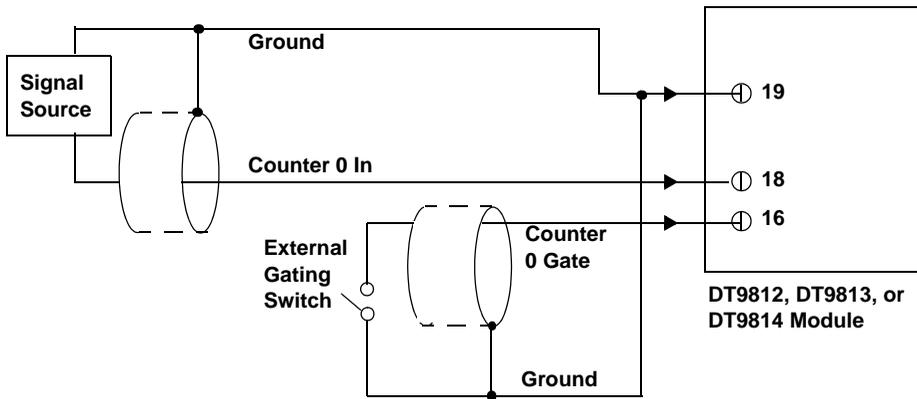 Ground
Signal
Source
19
Counter 0 In
18
16
Counter
0 Gate
External
Gating
Switch
DT9812, DT9813, or
DT9814 Module
Ground